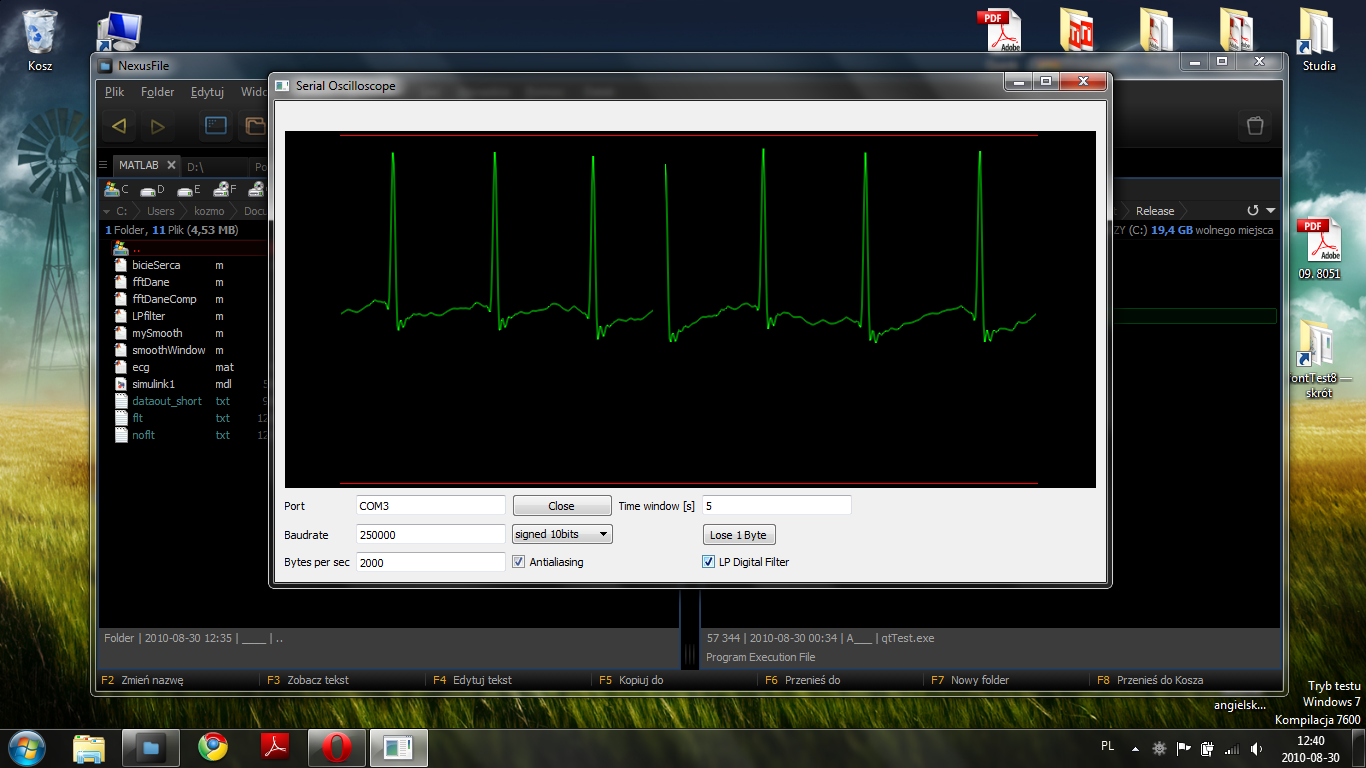 Kosz
PDF
Adobe
Studia
NexusFile
Plik Folder Edytuj
Serial Oscilloscope
MATLAB D:\
C D E F
C: Users kozmo
Release
1 Folder, 11 Plik (4,53 MB)
(C:) 19,4 GB wolnego miejsca
..
bicieSerca m
fftDane m
fftDaneComp m
LPfilter m
mySmooth m
smoothWindow m
ecg mat
simulink1 mdl
dataout_short txt
flt txt
noflt txt
PDF
Adobe
09. 8051
ontTest8 —
skrót
Port COM3 Close Time window [s] 5
Baudrate 250000 signed 10bits Lose 1 Byte
Bytes per sec 2000 Antialiasing LP Digital Filter
Folder | 2010-08-30 12:35 | ____ | ..
57 344 | 2010-08-30 00:34 | A___ | qtTest.exe
Program Execution File
F2 Zmień nazwę F3 Zobacz tekst F4 Edytuj tekst F5 Kopiuj do F6 Przenieś do F7 Nowy folder F8 Przenieś do Kosza
angielsk...
Tryb testu
Windows 7
Kompilacja 7600
PL
12:40
2010-08-30